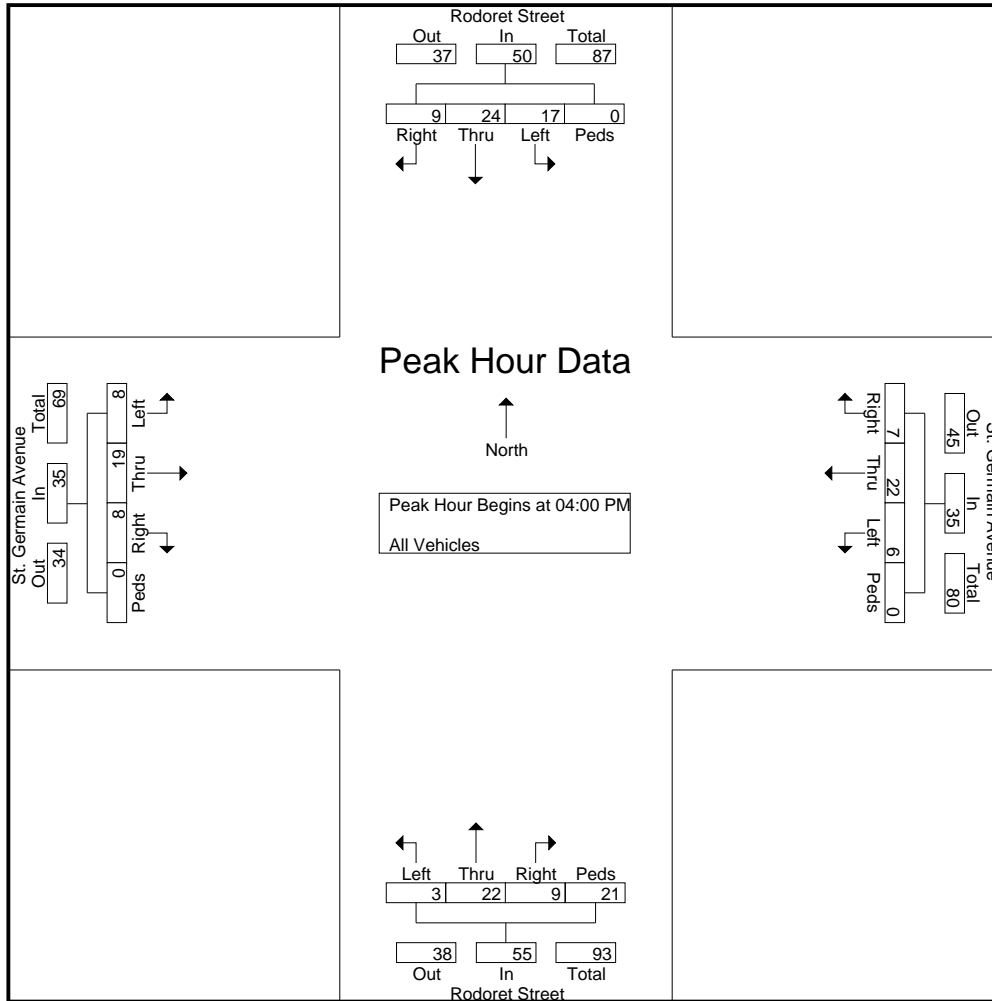 Rodoret Street
Out In Total
37 50 87
9 24 17 0
Right Thru Left Peds
Peak Hour Data
North
Peak Hour Begins at 04:00 PM
All Vehicles
St. Germain Avenue
Total In Out
69 35 34
8 19 8 0
Left Thru Right Peds
St. Germain Avenue
Out In Total
45 35 80
7 22 6 0
Right Thru Left Peds
Left Thru Right Peds
3 22 9 21
38 55 93
Out In Total
Rodoret Street